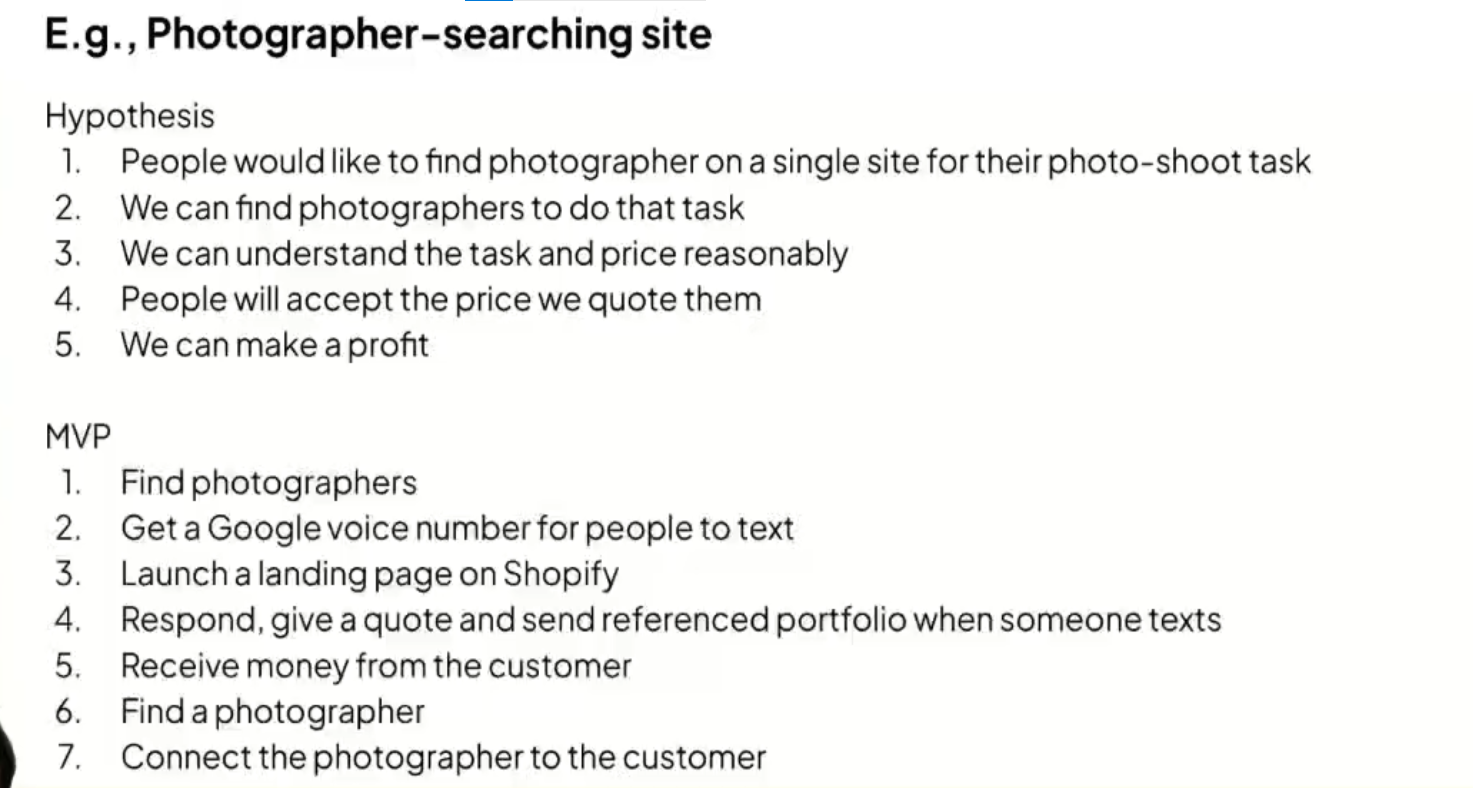 E.g., Photographer-searching site
Hypothesis
1. People would like to find photographer on a single site for their photo-shoot task
2. We can find photographers to do that task
3. We can understand the task and price reasonably
4. People will accept the price we quote them
5. We can make a profit
MVP
1. Find photographers
2. Get a Google voice number for people to text
3. Launch a landing page on Shopify
4. Respond, give a quote and send referenced portfolio when someone texts
5. Receive money from the customer
6. Find a photographer
7. Connect the photographer to the customer